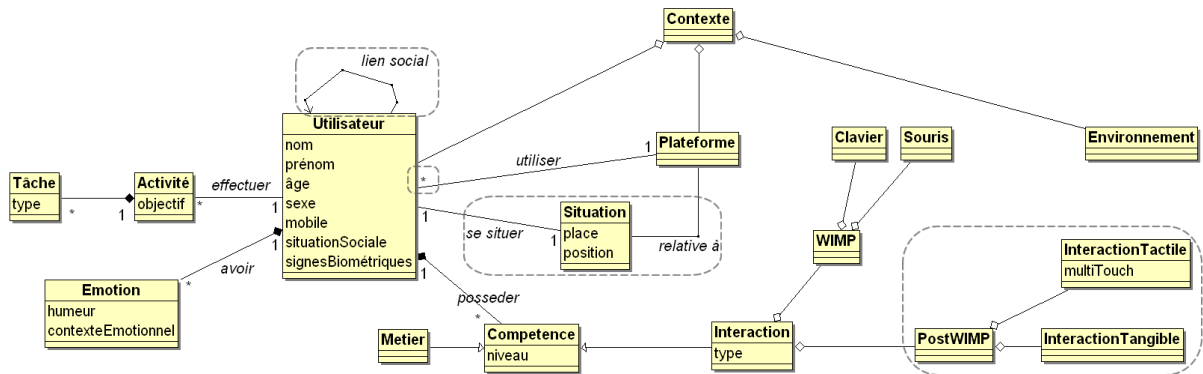 Contexte
lien social
Utilisateur
nom
prénom
âge
sexe
mobile
situationSociale
signesBiométriques
Clavier
Souris
Environnement
Plateforme
1
utiliser
*
Tâche
type
*
1
Activité
objectif
*
effectuer
1
1
se situer
1
Situation
place
position
relative à
WIMP
InteractionTactile
multiTouch
1
avoir
*
Emotion
humeur
contexteEmotionnel
1
posseder
*
Metier
Competence
niveau
Interaction
type
PostWIMP
InteractionTangible